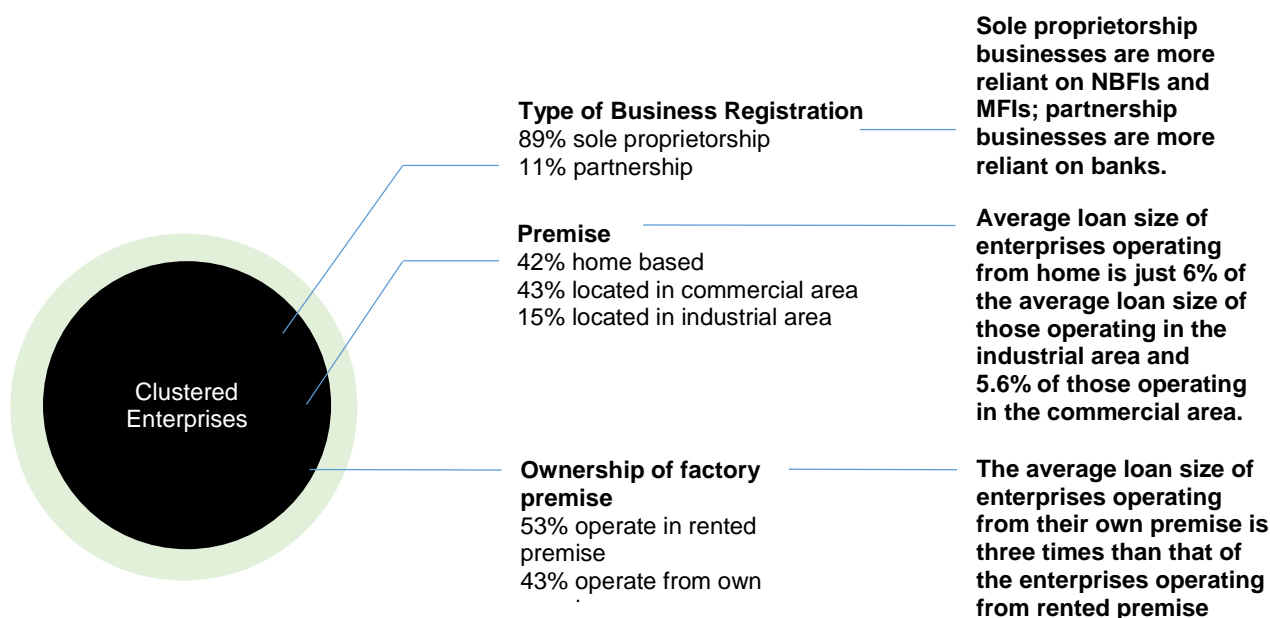 Clustered
Enterprises
Type of Business Registration
89% sole proprietorship
11% partnership
Sole proprietorship
businesses are more
reliant on NBFIs and
MFIs; partnership
businesses are more
reliant on banks.
Premise
42% home based
43% located in commercial area
15% located in industrial area
Average loan size of
enterprises operating
from home is just 6% of
the average loan size of
those operating in the
industrial area and
5.6% of those operating
in the commercial area.
Ownership of factory
premise
53% operate in rented
premise
43% operate from own
The average loan size of
enterprises operating
from their own premise is
three times than that of
the enterprises operating
from rented premise